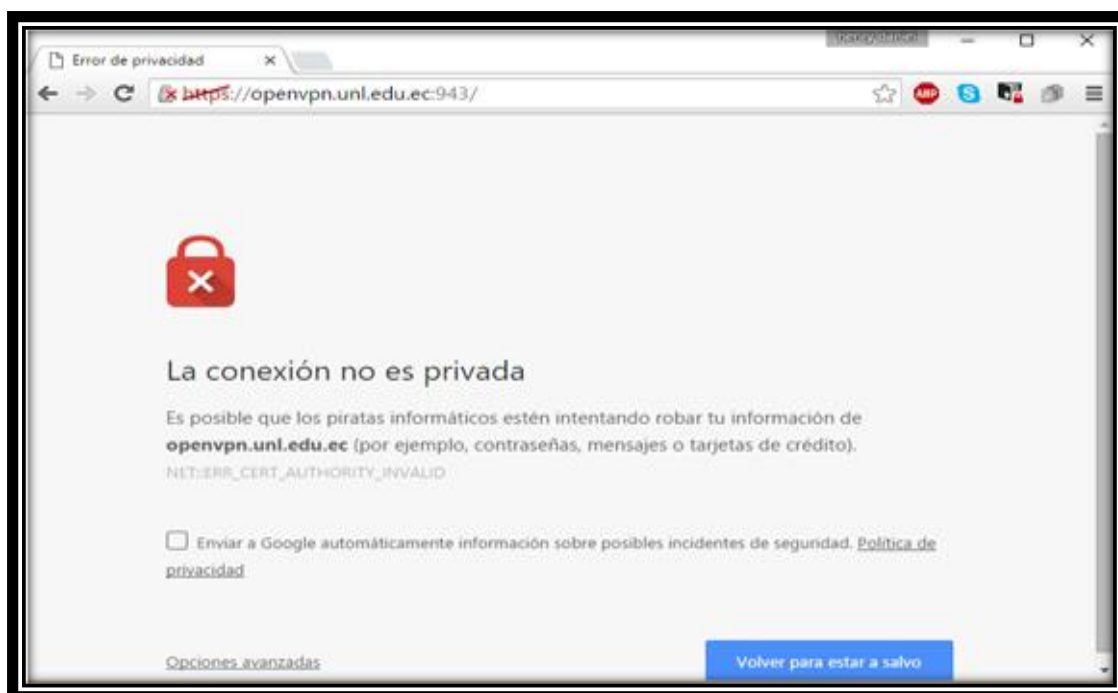 Error de privacidad
https://openvpn.unl.edu.ec:943/
ABP
La conexión no es privada
Es posible que los piratas informáticos estén intentando robar tu información de
openvpn.unl.edu.ec (por ejemplo, contraseñas, mensajes o tarjetas de crédito).
NET::ERR_CERT_AUTHORITY_INVALID
Enviar a Google automáticamente información sobre posibles incidentes de seguridad. Política de
privacidad
Opciones avanzadas
Volver para estar a salvo